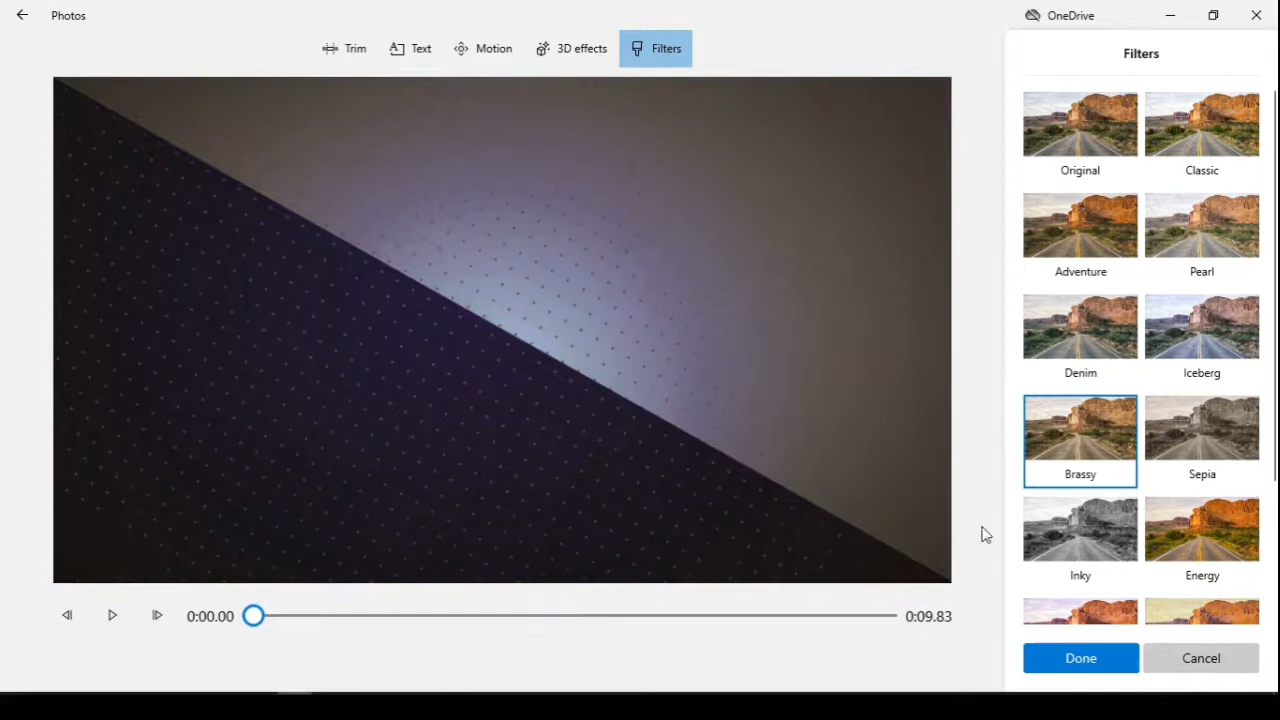 Photos
OneDrive
Trim
Text
Motion
3D effects
Filters
Filters
Original
Classic
Adventure
Pearl
Denim
Iceberg
Brassy
Sepia
Inky
Energy
0:00.00
0:09.83
Done
Cancel